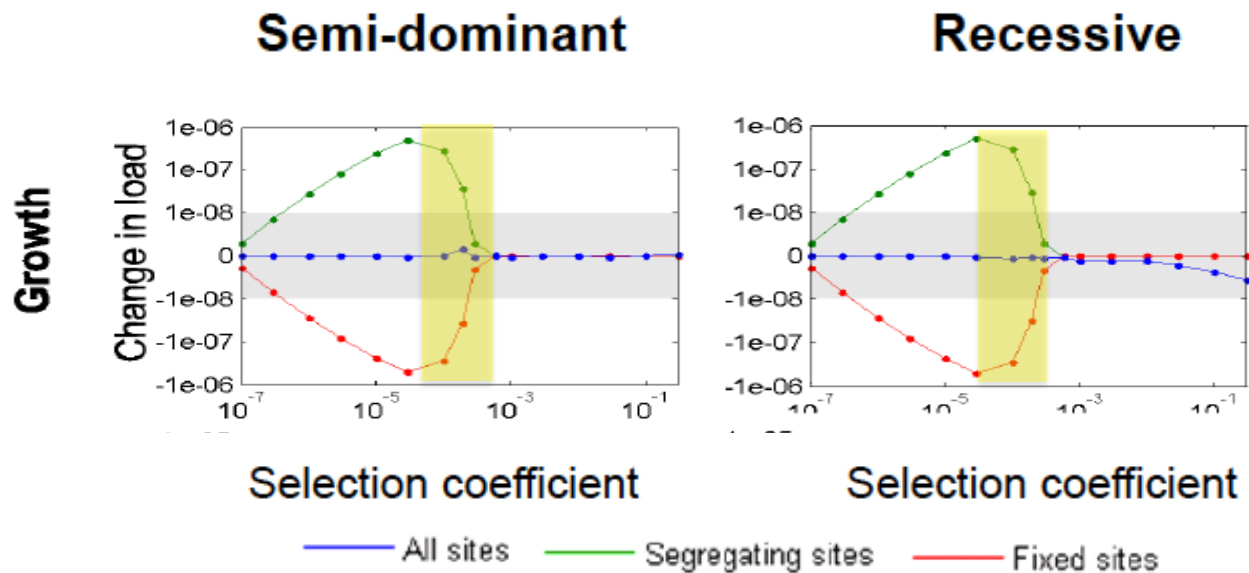 Semi-dominant Recessive
Growth
Change in load
1e-06 1e-06
1e-07 1e-07
1e-08 1e-08
0 0
-1e-08 -1e-08
-1e-07 -1e-07
-1e-06 -1e-06
10⁻⁷ 10⁻⁵ 10⁻³ 10⁻¹ 10⁻⁷ 10⁻⁵ 10⁻³ 10⁻¹
Selection coefficient Selection coefficient
All sites Segregating sites Fixed sites